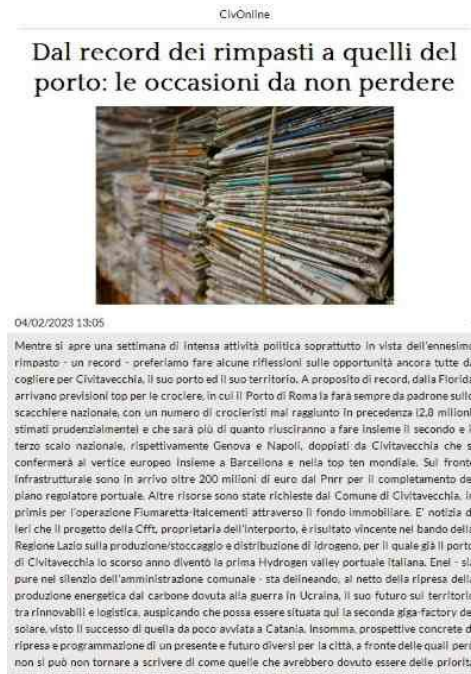 CivOnline
Dal record dei rimpasti a quelli del
porto: le occasioni da non perdere
04/02/2023 13:05
Mentre si apre una settimana di intensa attività politica soprattutto in vista dell'ennesimo
rimpasto - un record - preferiamo fare alcune riflessioni sulle opportunità ancora tutte da
cogliere per Civitavecchia, il suo porto ed il suo territorio. A proposito di record, dalla Florida
arrivano previsioni top per le crociere, in cui il Porto di Roma la farà sempre da padrone sullo
scacchiere nazionale, con un numero di crocieristi mai raggiunto in precedenza (2,8 milioni
stimati prudenzialmente) e che sarà più di quanto riusciranno a fare insieme il secondo e i
terzo scalo nazionale, rispettivamente Genova e Napoli, doppiati da Civitavecchia che s
confermerà al vertice europeo insieme a Barcellona e nella top ten mondiale. Sul fronte
infrastrutturale sono in arrivo oltre 200 milioni di euro dal Pnrr per il completamento de
piano regolatore portuale. Altre risorse sono state richieste dal Comune di Civitavecchia, in
primis per l'operazione Fiumaretta-Italcementi attraverso il fondo immobiliare. E' notizia di
ieri che il progetto della Cfft, proprietaria dell'interporto, è risultato vincente nel bando della
Regione Lazio sulla produzione/stoccaggio e distribuzione di idrogeno, per il quale già il porto
di Civitavecchia lo scorso anno diventò la prima Hydrogen valley portuale italiana. Enel - sia
pure nel silenzio dell'amministrazione comunale - sta delineando, al netto della ripresa della
produzione energetica dal carbone dovuta alla guerra in Ucraina, il suo futuro sul territorio
tra rinnovabili e logistica, auspicando che possa essere situata qui la seconda giga-factory de
solare, visto il successo di quella da poco avviata a Catania. Insomma, prospettive concrete di
ripresa e programmazione di un presente e futuro diversi per la città, a fronte delle quali però
non si può non tornare a scrivere di come quelle che avrebbero dovuto essere delle priorità